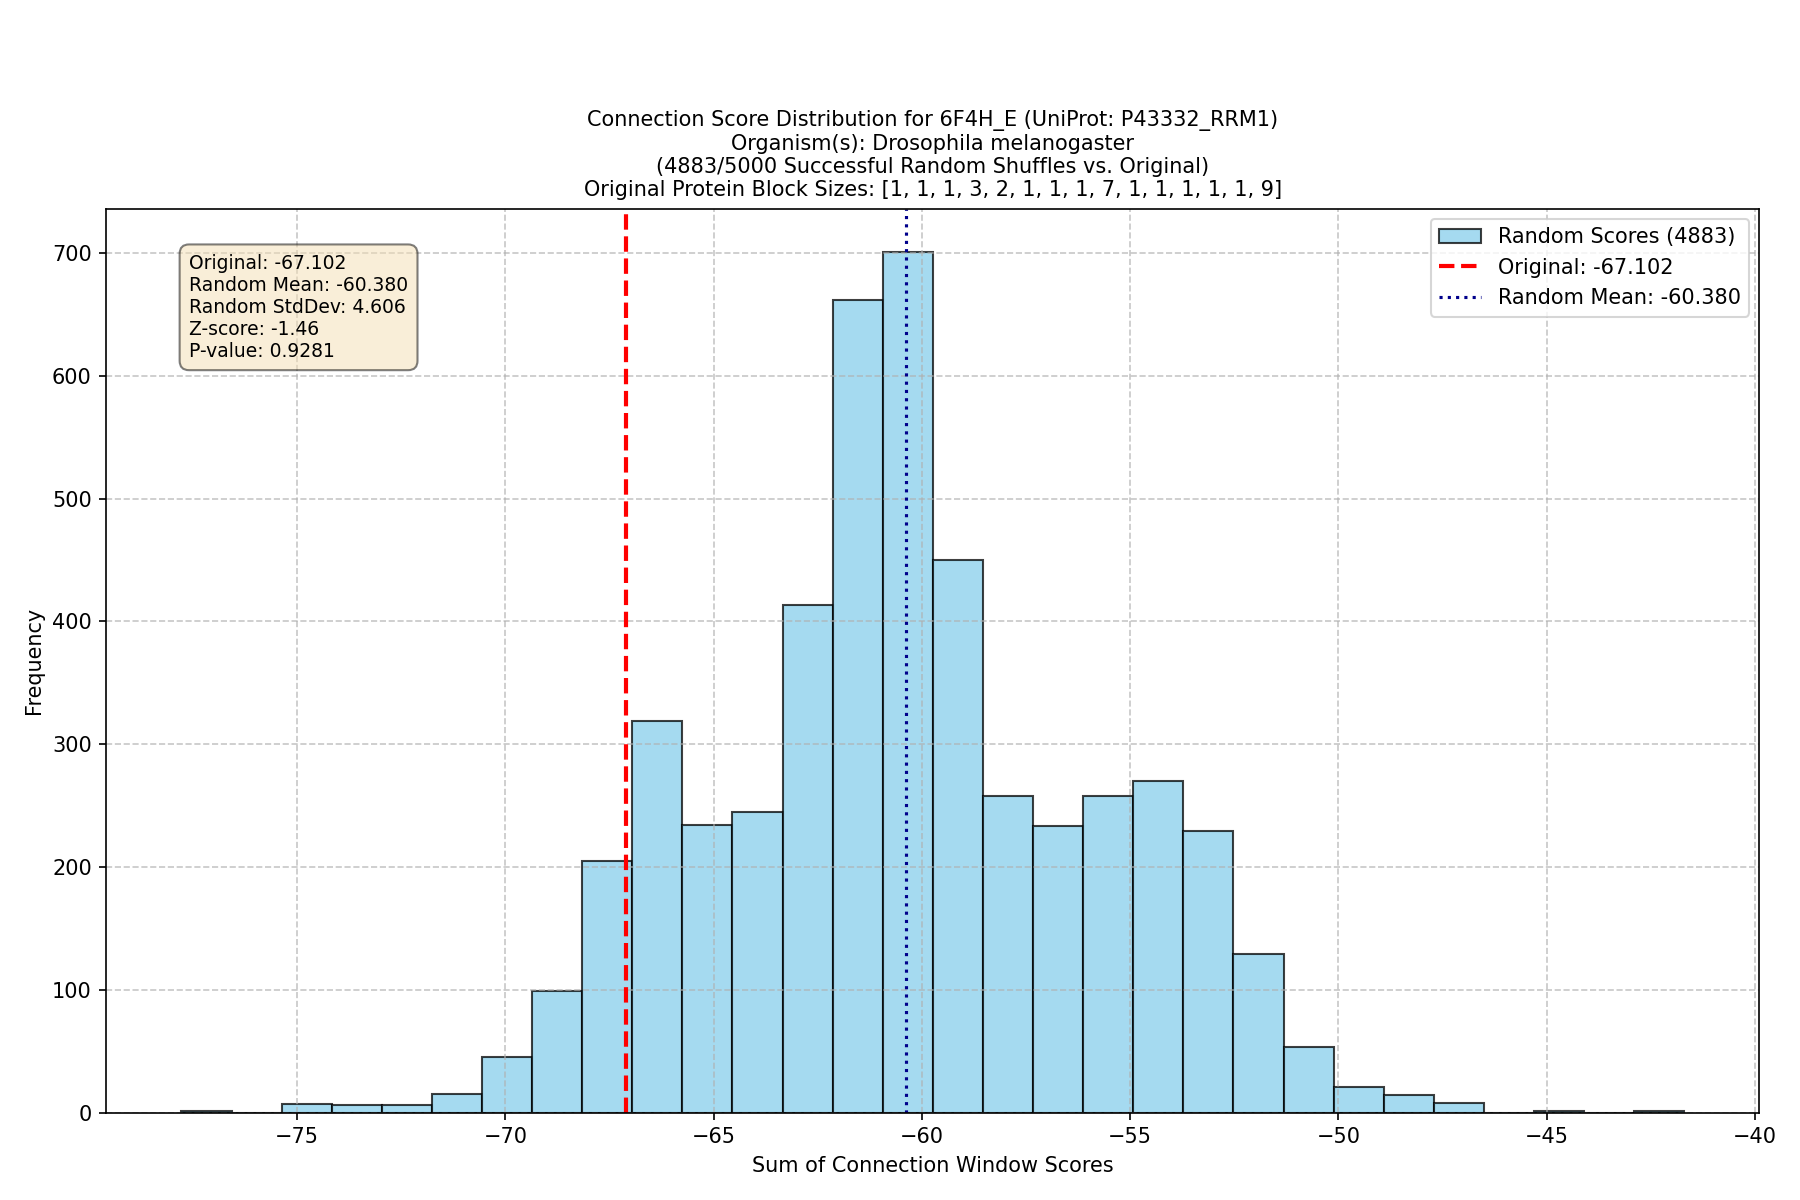 Connection Score Distribution for 6F4H_E (UniProt: P43332_RRM1)
Organism(s): Drosophila melanogaster
(4883/5000 Successful Random Shuffles vs. Original)
Original Protein Block Sizes: [1, 1, 1, 3, 2, 1, 1, 1, 7, 1, 1, 1, 1, 1, 9]
Original: -67.102
Random Mean: -60.380
Random StdDev: 4.606
Z-score: -1.46
P-value: 0.9281
Random Scores (4883)
Original: -67.102
Random Mean: -60.380
Frequency
700
600
500
400
300
200
100
0
−75
−70
−65
−60
−55
−50
−45
−40
Sum of Connection Window Scores